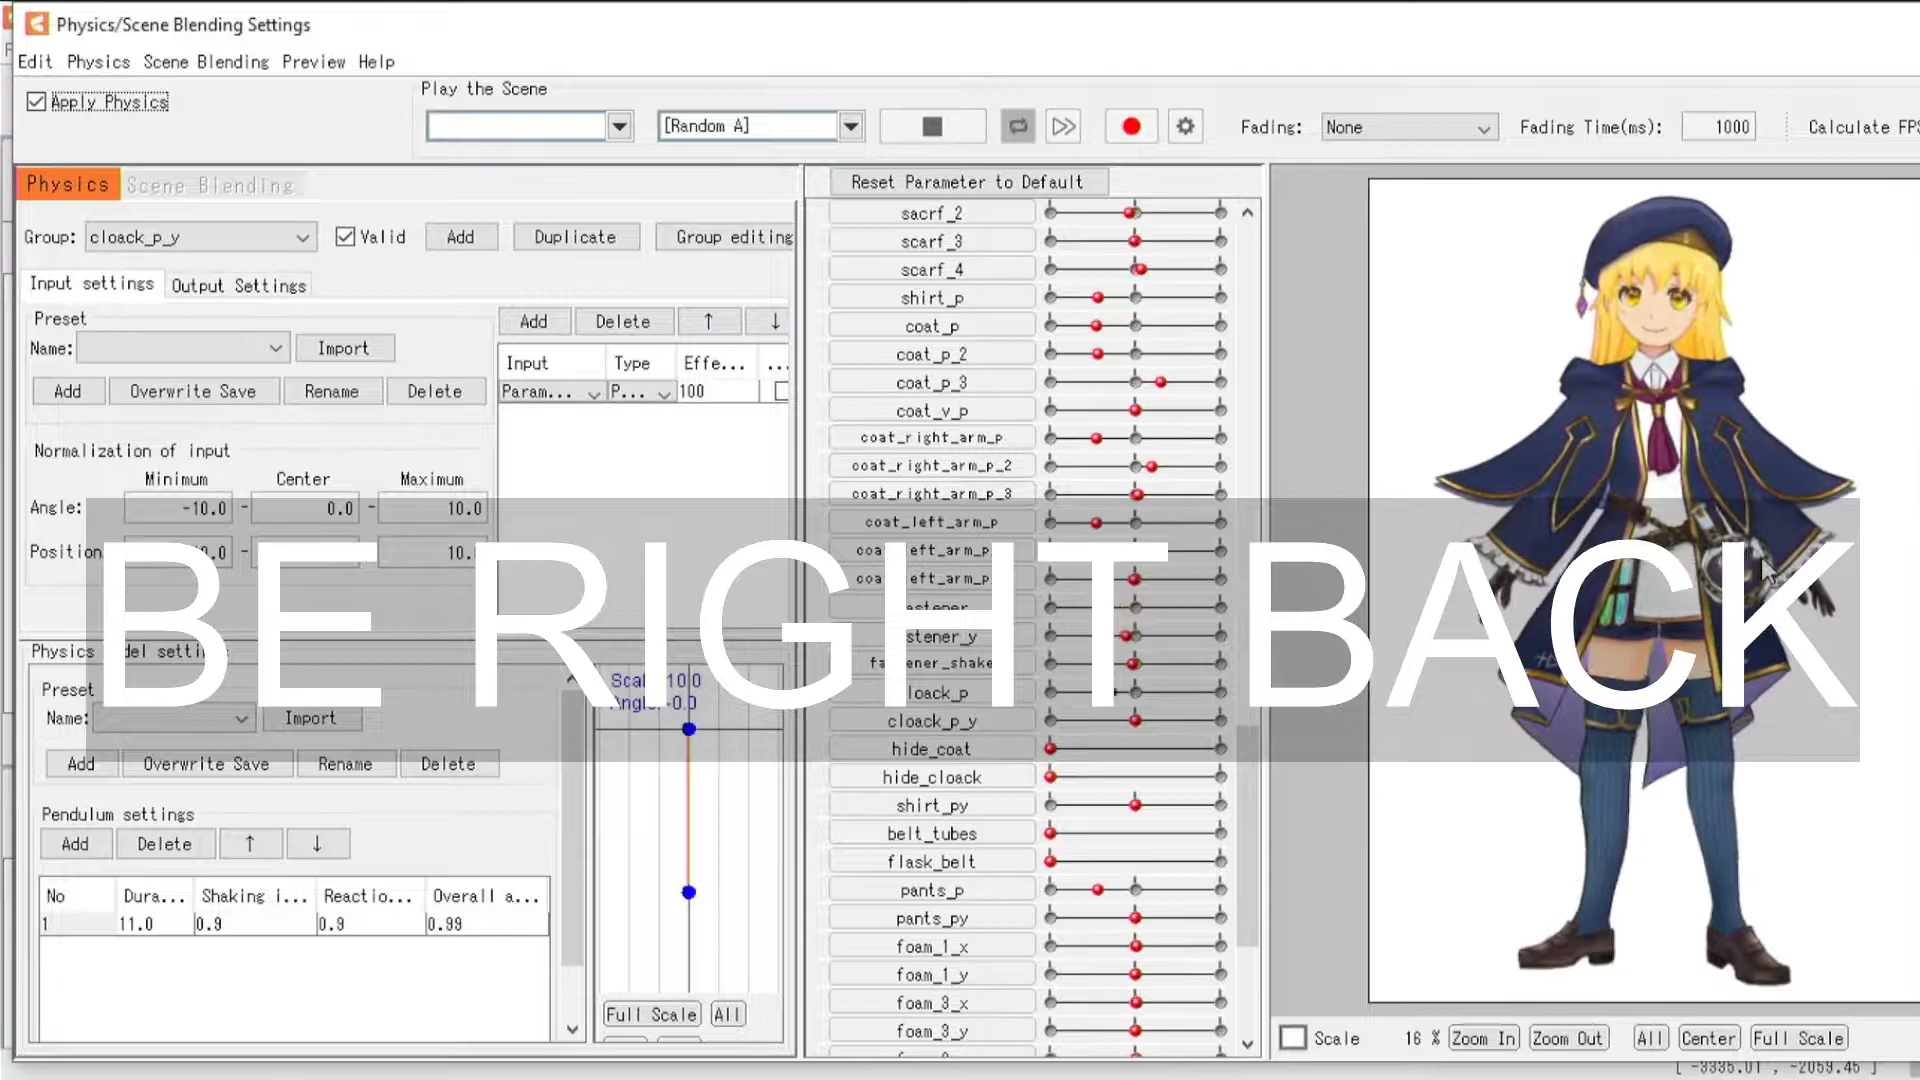 Physics/Scene Blending Settings
Edit Physics Scene Blending Preview Help
Apply Physics
Play the Scene
[Random A]
Fading: None
Fading Time(ms): 1000
Calculate FPS
Physics Scene Blending
Group: cloack_p_y
Valid Add Duplicate Group editing
Input settings Output Settings
Preset
Name: Import
Add Overwrite Save Rename Delete
Normalization of input
Minimum Center Maximum
Angle: -10.0 - 0.0 - 10.0
Position
Add Delete ↑ ↓
Input Type Effe... ...
Param... P... 100
BE RIGHT BACK
Physics
Preset
Name: Import
Add Overwrite Save Rename Delete
Pendulum settings
Add Delete ↑ ↓
No Dura... Shaking i... Reactio... Overall a...
1 11.0 0.9 0.9 0.99
Full Scale All
Reset Parameter to Default
sacrf_2
scarf_3
scarf_4
shirt_p
coat_p
coat_p_2
coat_p_3
coat_v_p
coat_right_arm_p
coat_right_arm_p_2
coat_right_arm_p_3
coat_left_arm_p
cloack_p_y
hide_coat
hide_cloack
shirt_py
belt_tubes
flask_belt
pants_p
pants_py
foam_1_x
foam_1_y
foam_3_x
foam_3_y
Scale 16 % Zoom In Zoom Out All Center Full Scale
[ -3335.01 , -2059.45 ]